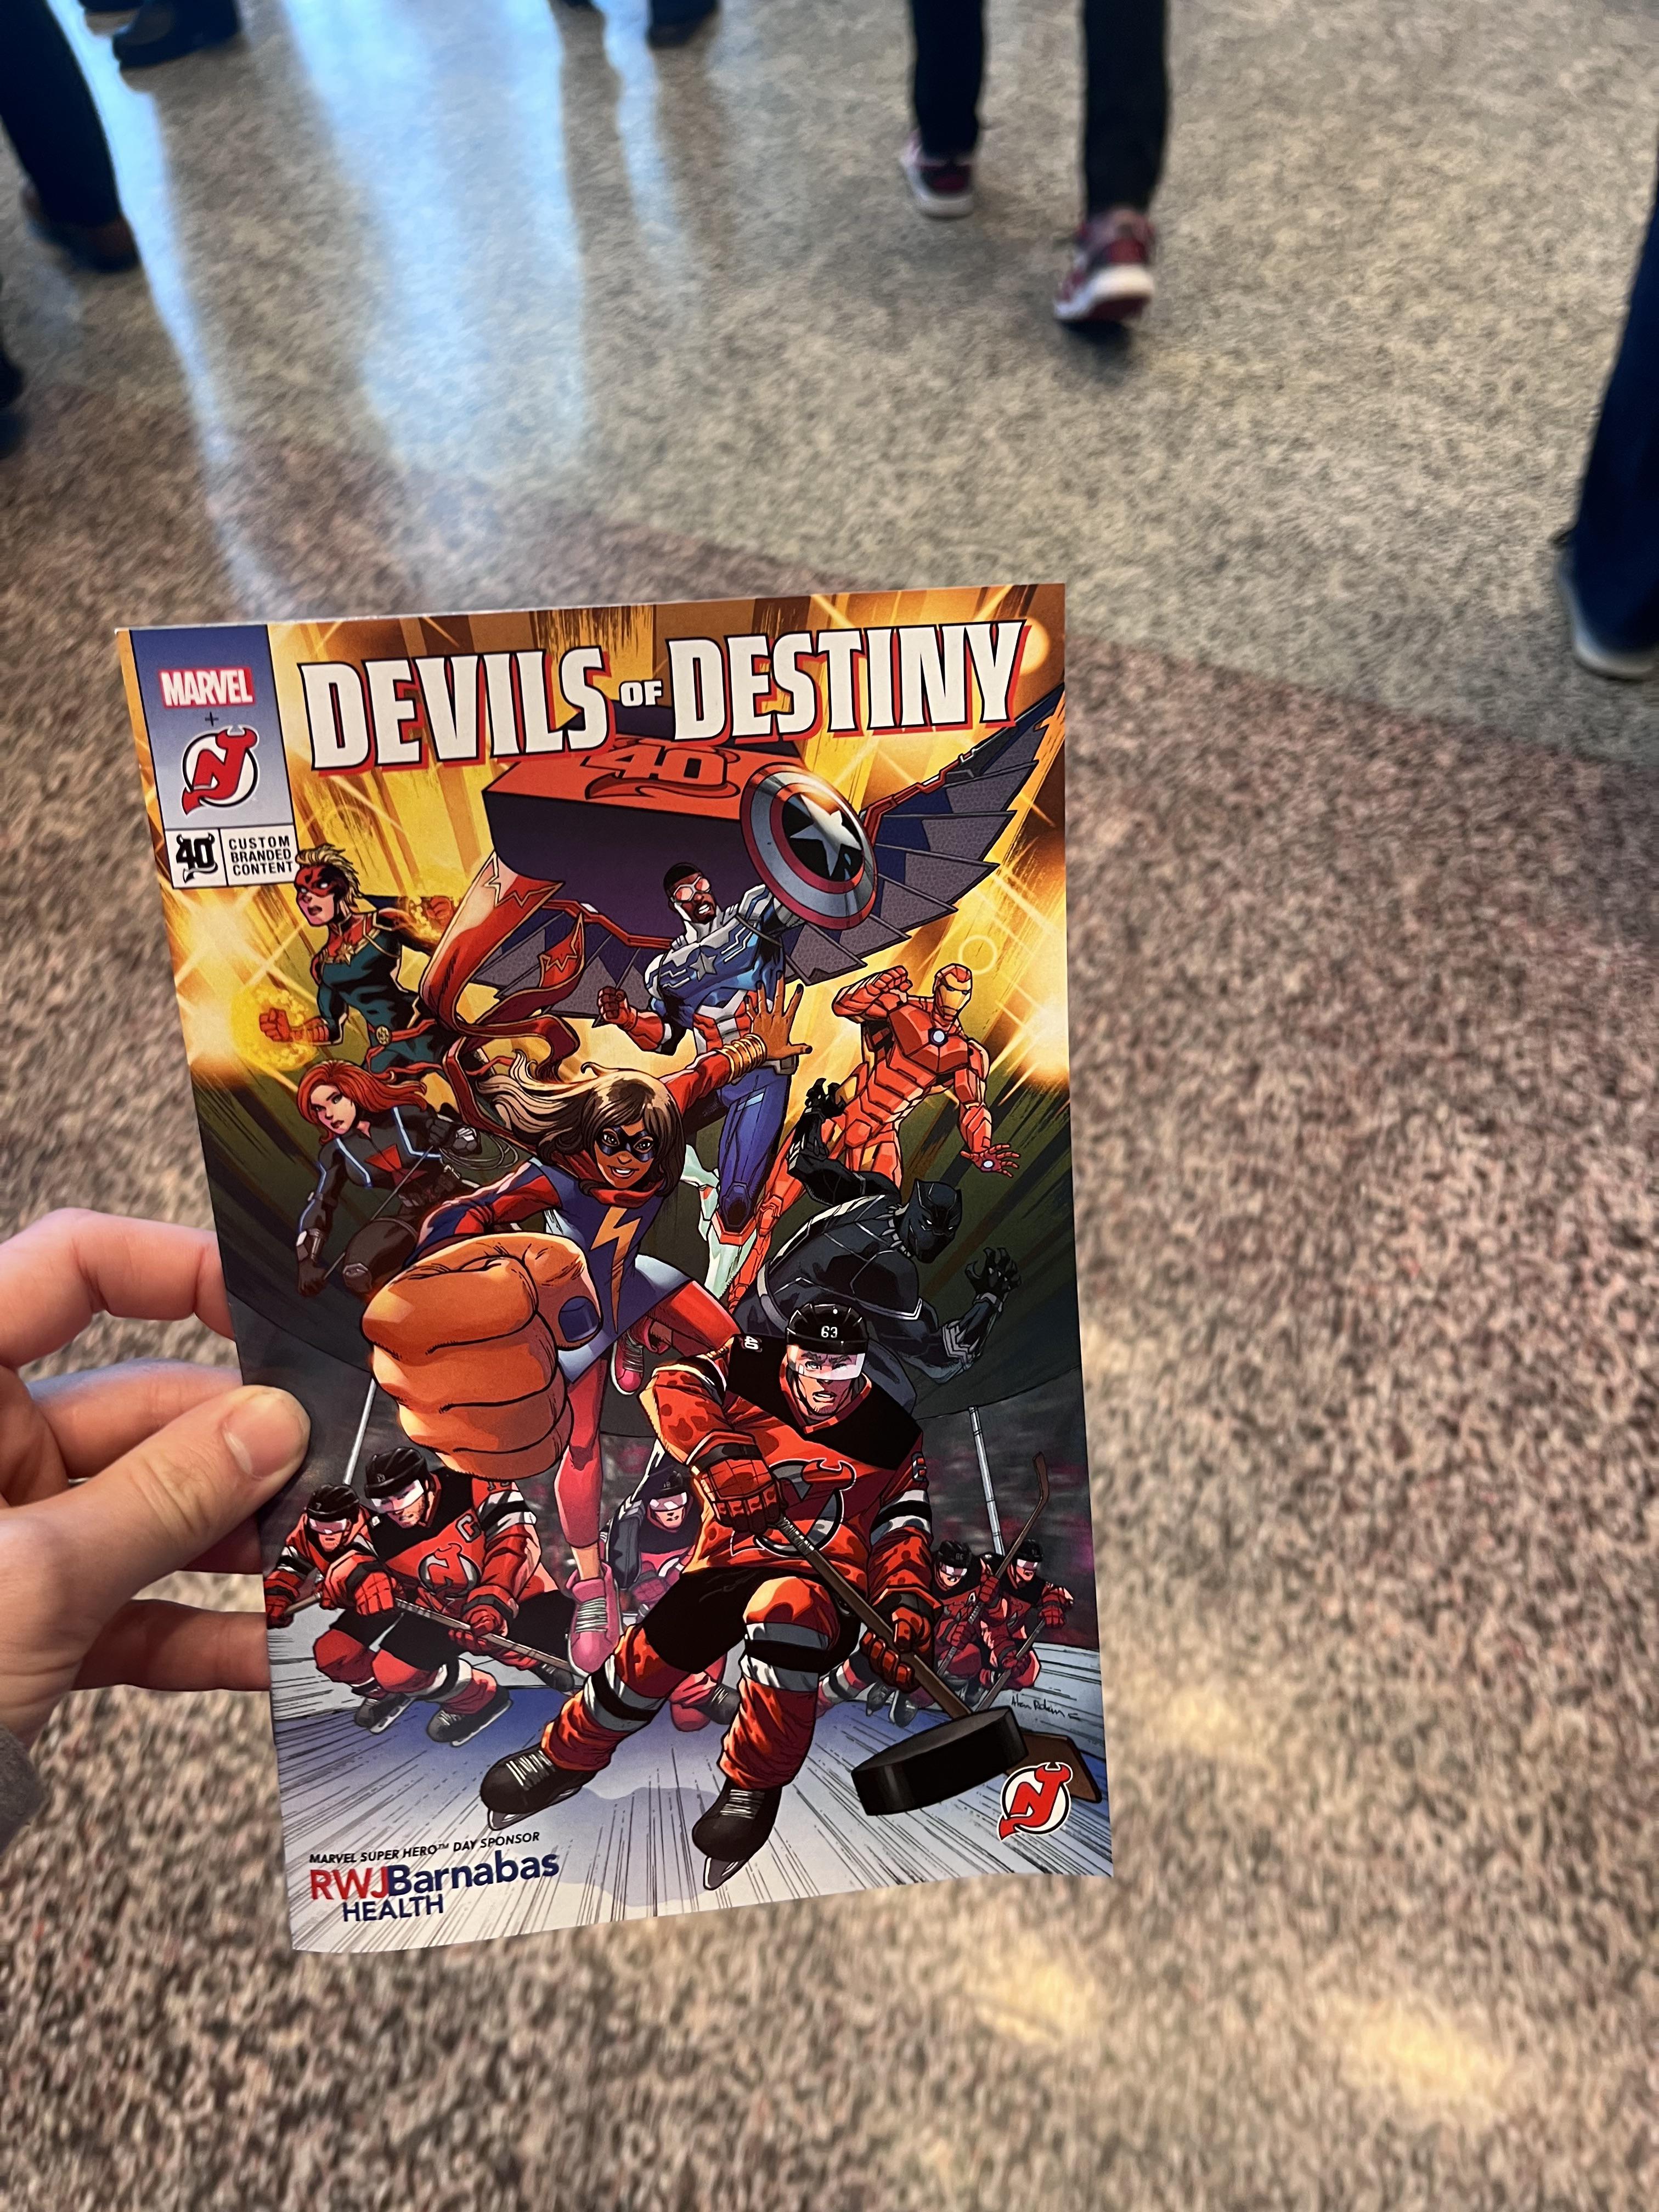 MARVEL
+
40
CUSTOM
BRANDED
CONTENT
DEVILS OF DESTINY
40
63
40
C
MARVEL SUPER HERO™ DAY SPONSOR
RWJBarnabas
HEALTH